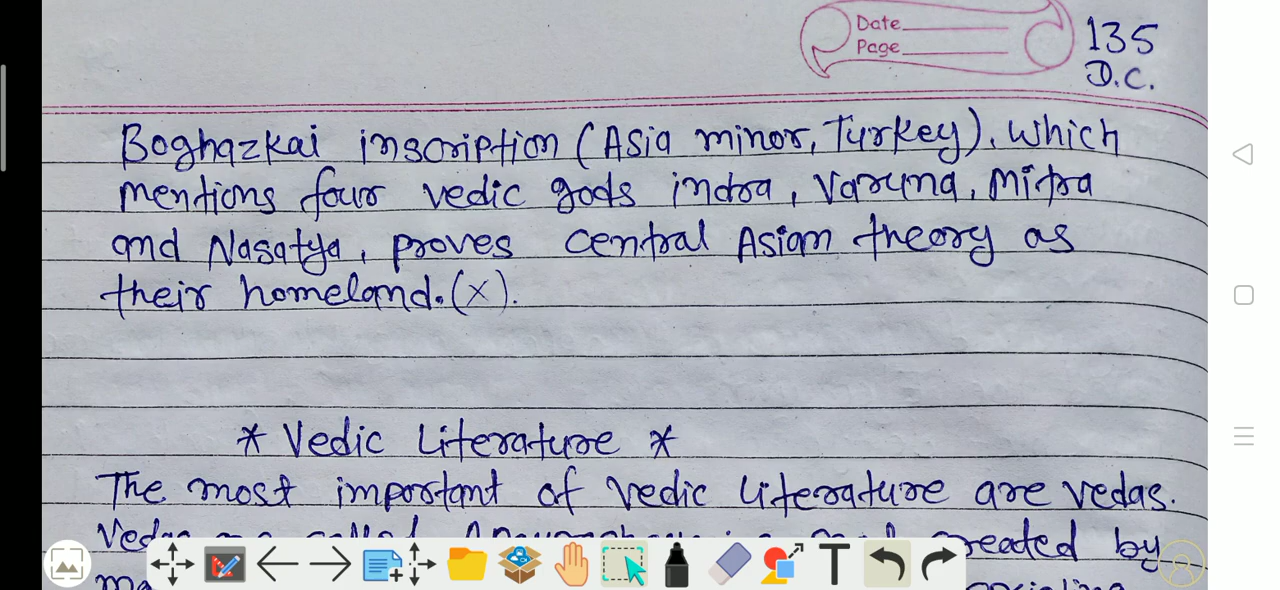 Date
Page
135
D.C.
Boghazkai inscription (Asia minor, Turkey). Which
mentions four vedic gods indra, Varuna, Mitra
and Nasatya, proves central Asian theory as
their homeland. (x).
* Vedic Literature *
The most important of vedic literature are vedas.
created by
T